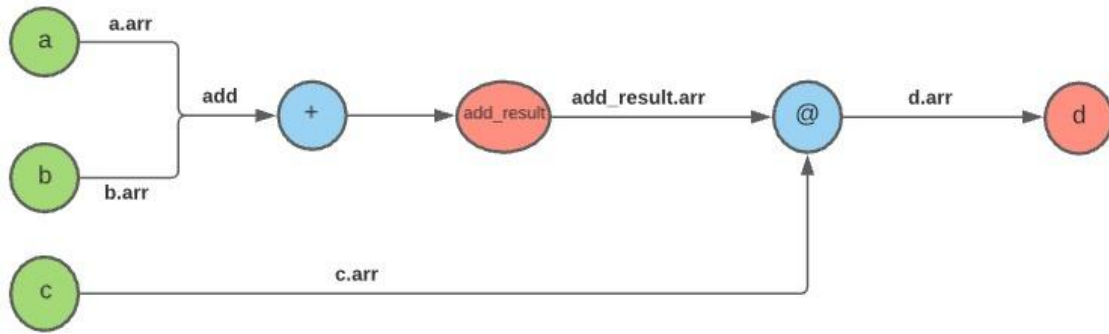 a
a.arr
add
+
add_result
add_result.arr
@
d.arr
d
b
b.arr
c
c.arr